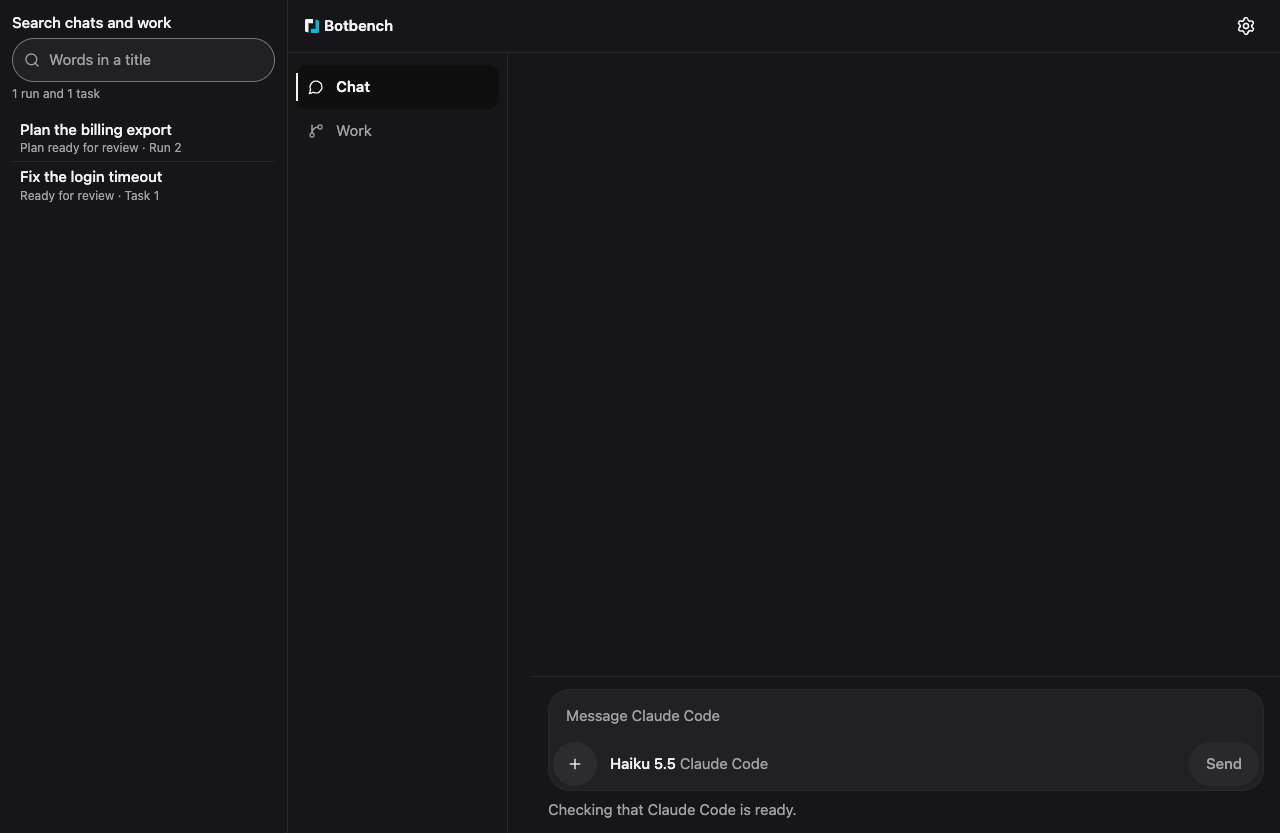 Search chats and work
Words in a title
1 run and 1 task
Plan the billing export
Plan ready for review · Run 2
Fix the login timeout
Ready for review · Task 1
Botbench
Chat
Work
Message Claude Code
Haiku 5.5 Claude Code
Send
Checking that Claude Code is ready.